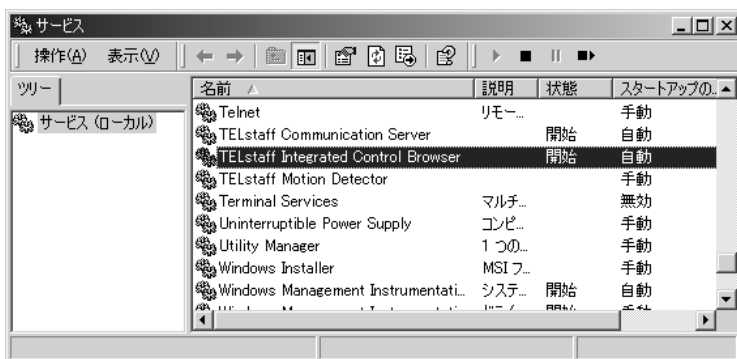 サービス
操作(A) 表示(V)
ツリー
サービス (ローカル)
名前 説明 状態 スタートアップの...
Telnet リモー... 手動
TELstaff Communication Server 開始 自動
TELstaff Integrated Control Browser 開始 自動
TELstaff Motion Detector 手動
Terminal Services マルチ... 無効
Uninterruptible Power Supply コンピ... 手動
Utility Manager 1 つの... 手動
Windows Installer MSI フ... 手動
Windows Management Instrumentati... システ... 開始 自動